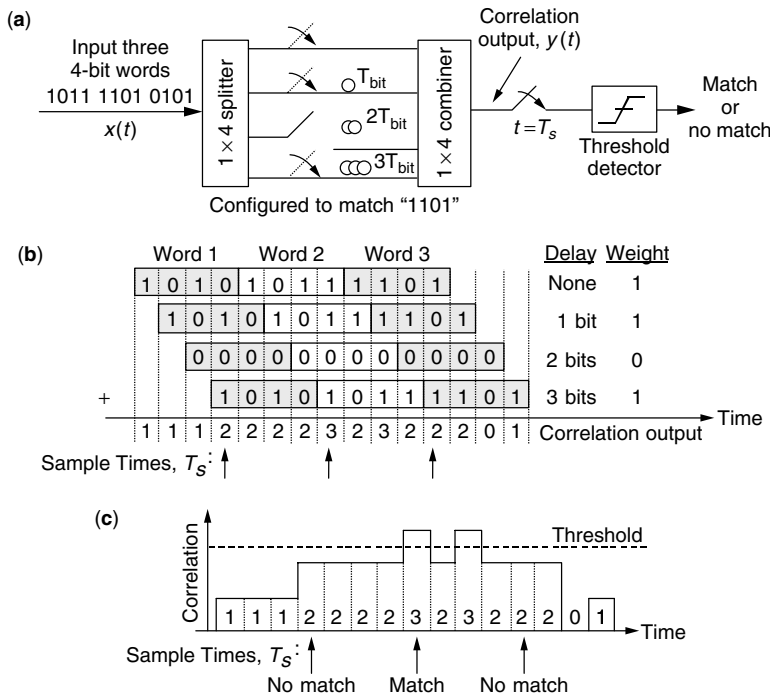 (a)
Input three
4-bit words
1011 1101 0101
x(t)
1 × 4 splitter
T_bit
2T_bit
3T_bit
1 × 4 combiner
Configured to match “1101”
Correlation
output, y(t)
t = T_s
Threshold
detector
Match
or
no match
(b)
Word 1 Word 2 Word 3 Delay Weight
1 0 1 0 1 0 1 1 1 1 0 1 None 1
1 0 1 0 1 0 1 1 1 1 0 1 1 bit 1
0 0 0 0 0 0 0 0 0 0 0 0 2 bits 0
+ 1 0 1 0 1 0 1 1 1 1 0 1 3 bits 1
Time
1 1 1 2 2 2 2 3 2 3 2 2 2 0 1 Correlation output
Sample Times, T_s:
(c)
Correlation
Threshold
1 1 1 2 2 2 2 3 2 3 2 2 2 0 1
Time
Sample Times, T_s:
No match Match No match